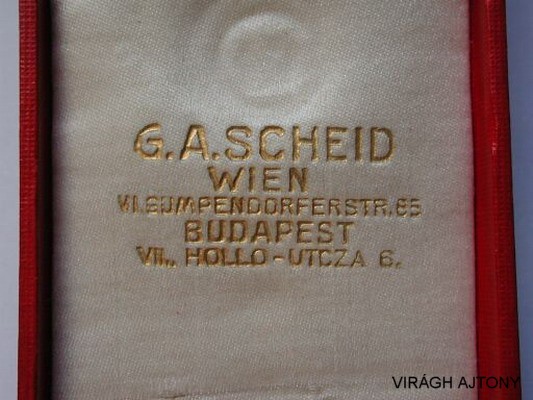 G.A.SCHEID
WIEN
VI.GUMPENDORFERSTR.85
BUDAPEST
VII., HOLLO-UTCZA 6.
VIRÁGH AJTONY